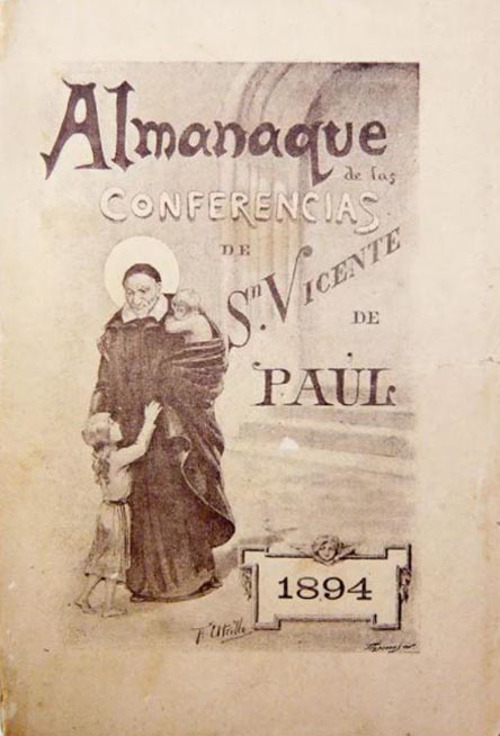 Almanaque
de las
CONFERENCIAS
DE
Sn. VICENTE
DE
PAUL
1894